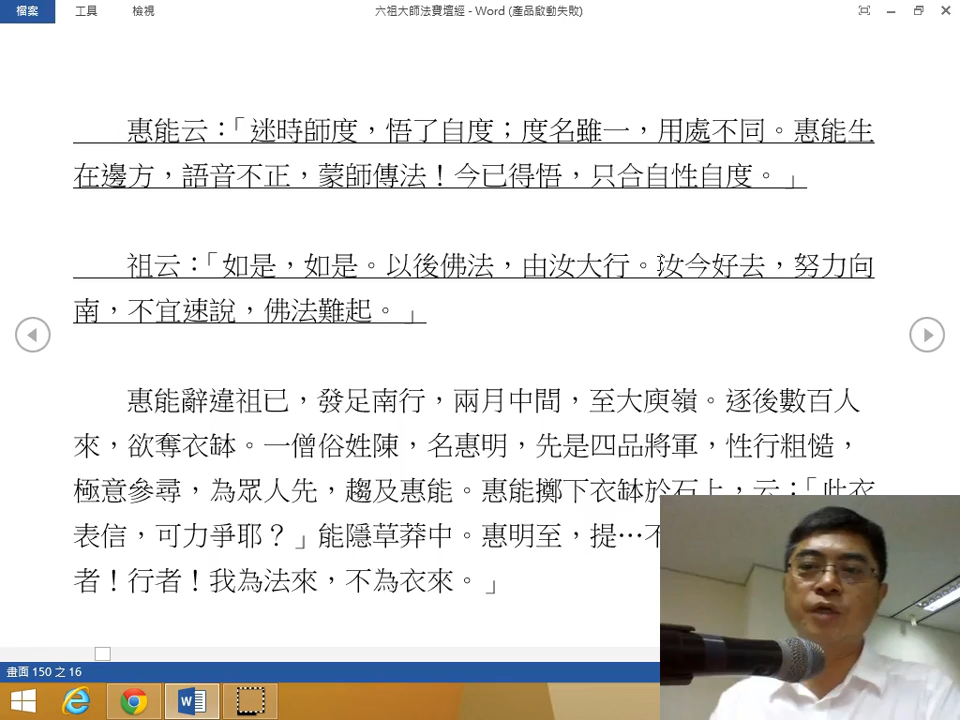 檔案 工具 檢視 六祖大師法寶壇經 - Word (產品啟動失敗)
惠能云：「迷時師度，悟了自度；度名雖一，用處不同。惠能生
在邊方，語音不正，蒙師傳法！今已得悟，只合自性自度。」
祖云：「如是，如是。以後佛法，由汝大行。汝今好去，努力向
南，不宜速說，佛法難起。」
惠能辭違祖已，發足南行，兩月中間，至大庾嶺。逐後數百人
來，欲奪衣缽。一僧俗姓陳，名惠明，先是四品將軍，性行粗慥，
極意參尋，為眾人先，趨及惠能。惠能擲下衣缽於石上，云：「此衣
表信，可力爭耶？」能隱草莽中。惠明至，提⋯不
者！行者！我為法來，不為衣來。」
畫面 150 之 16